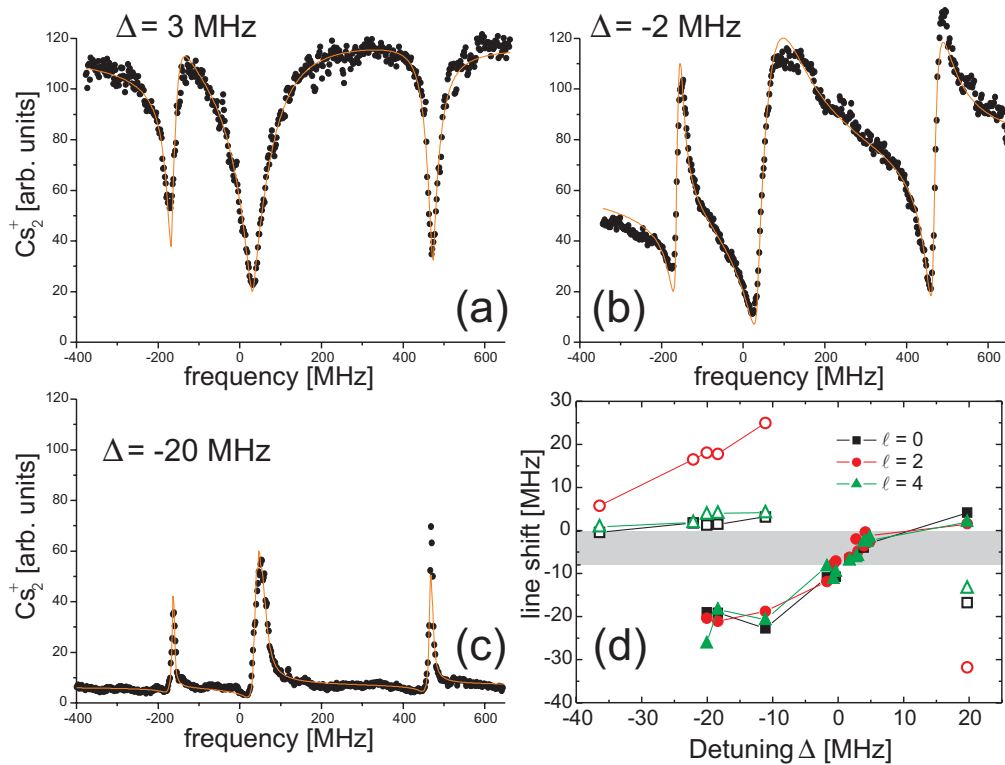 Δ = 3 MHz
Cs₂⁺ [arb. units]
120
100
80
60
40
20
0
-400 -200 0 200 400 600
frequency [MHz]
(a)
Δ = -2 MHz
120
100
80
60
40
20
0
-400 -200 0 200 400 600
frequency [MHz]
(b)
Δ = -20 MHz
Cs₂⁺ [arb. units]
120
100
80
60
40
20
0
-400 -200 0 200 400 600
frequency [MHz]
(c)
line shift [MHz]
30
20
10
0
-10
-20
-30
-40
ℓ = 0
ℓ = 2
ℓ = 4
-40 -30 -20 -10 0 10 20
Detuning Δ [MHz]
(d)